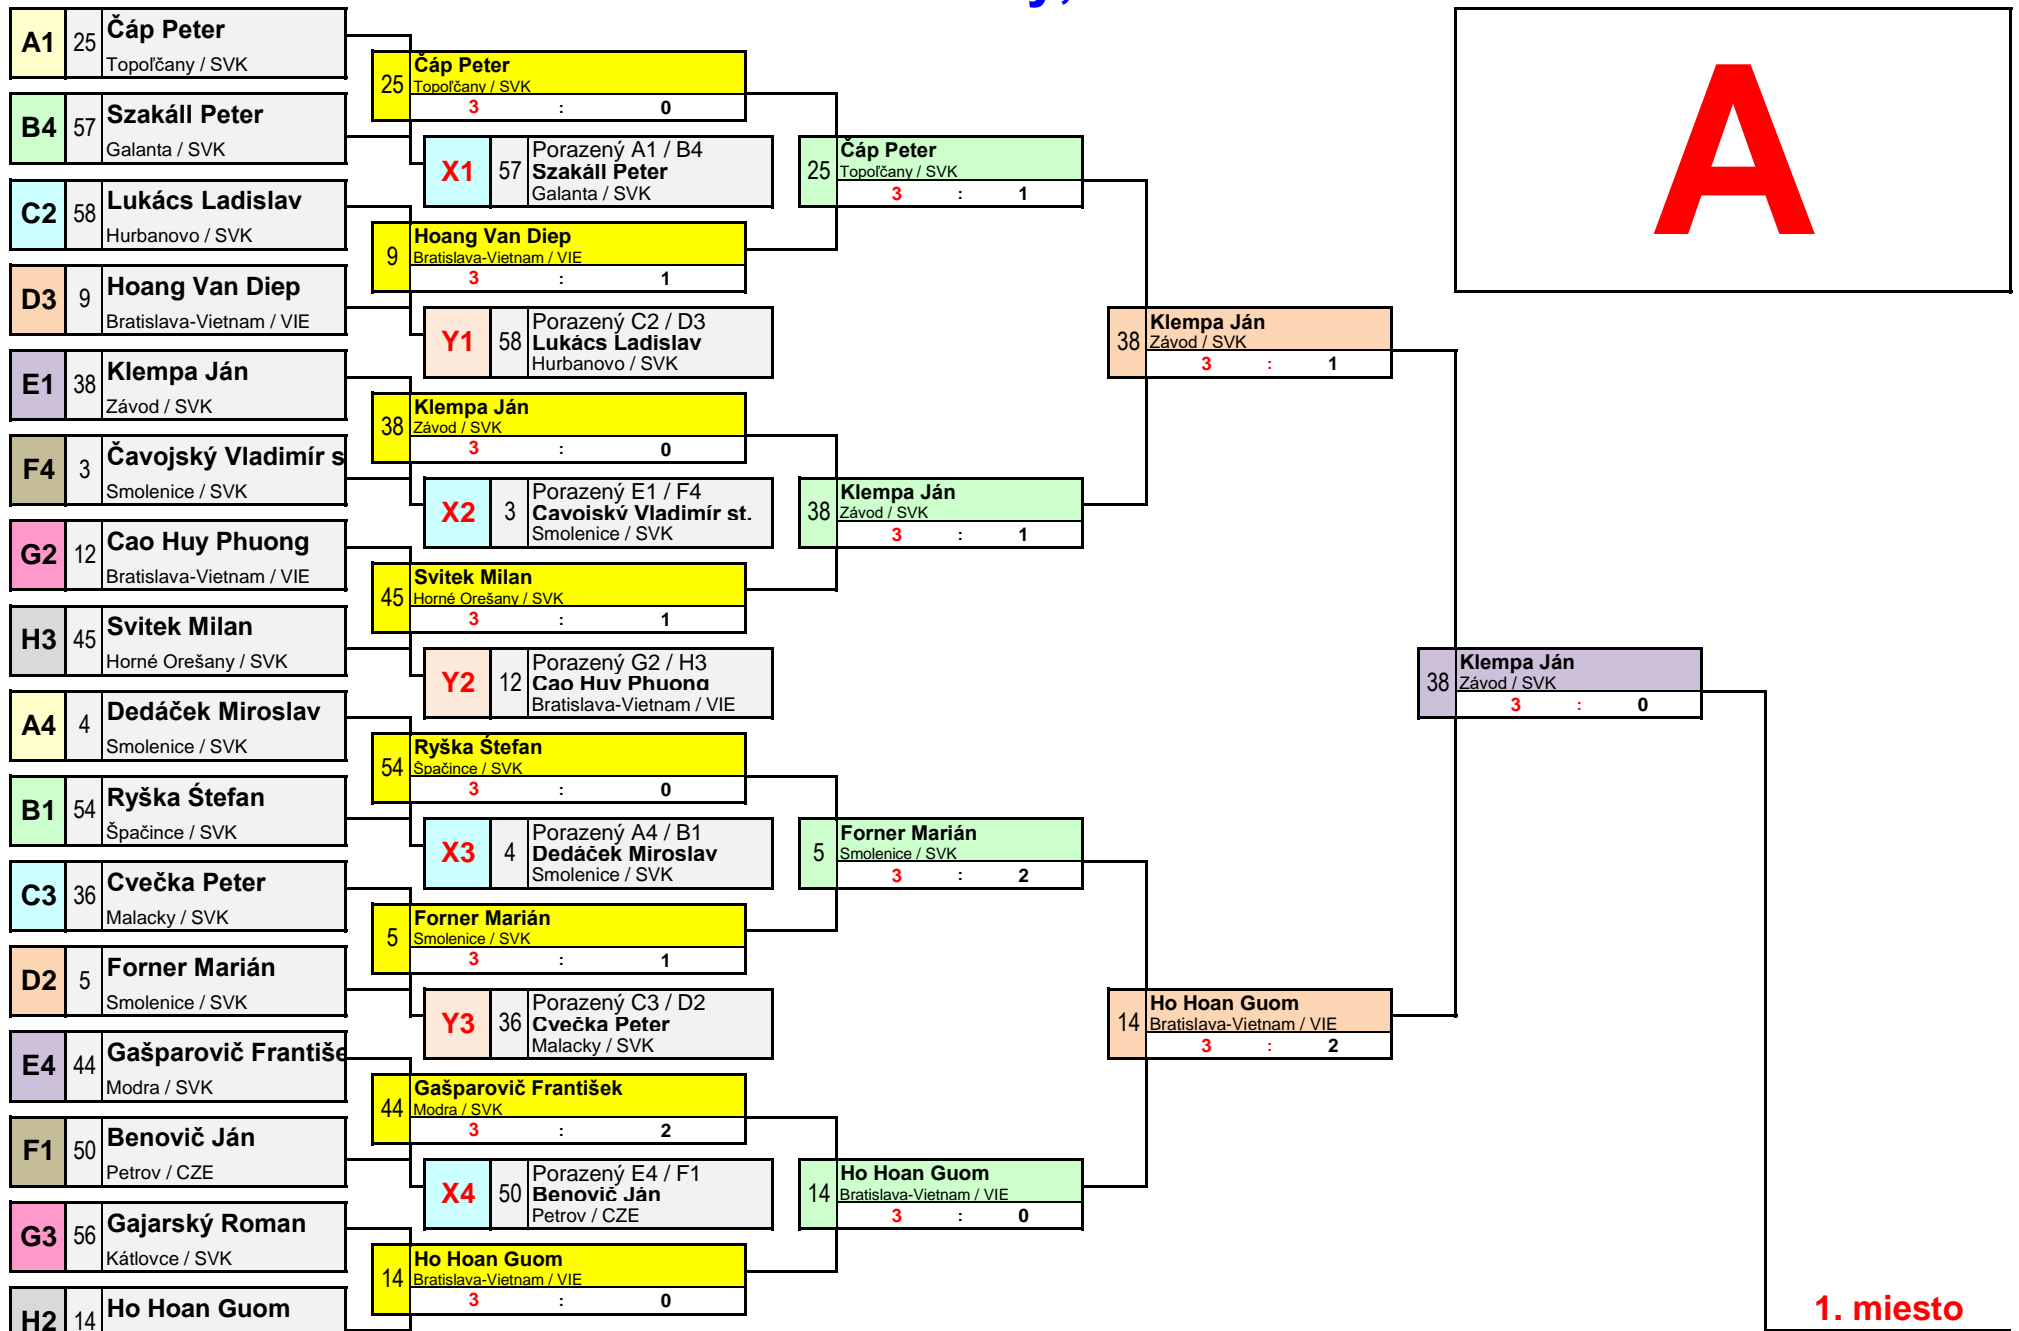 A1 25 Čáp Peter
Topoľčany / SVK
B4 57 Szakáll Peter
Galanta / SVK
C2 58 Lukács Ladislav
Hurbanovo / SVK
D3 9 Hoang Van Diep
Bratislava-Vietnam / VIE
E1 38 Klempa Ján
Závod / SVK
F4 3 Čavojský Vladimír s
Smolenice / SVK
G2 12 Cao Huy Phuong
Bratislava-Vietnam / VIE
H3 45 Svitek Milan
Horné Orešany / SVK
A4 4 Dedáček Miroslav
Smolenice / SVK
B1 54 Ryška Śtefan
Špačince / SVK
C3 36 Cvečka Peter
Malacky / SVK
D2 5 Forner Marián
Smolenice / SVK
E4 44 Gašparovič Františe
Modra / SVK
F1 50 Benovič Ján
Petrov / CZE
G3 56 Gajarský Roman
Kátlovce / SVK
H2 14 Ho Hoan Guom
25 Čáp Peter
Topoľčany / SVK
3 : 0
X1 57 Porazený A1 / B4
Szakáll Peter
Galanta / SVK
9 Hoang Van Diep
Bratislava-Vietnam / VIE
3 : 1
Y1 58 Porazený C2 / D3
Lukács Ladislav
Hurbanovo / SVK
38 Klempa Ján
Závod / SVK
3 : 0
X2 3 Porazený E1 / F4
Čavojský Vladimír st.
Smolenice / SVK
45 Svitek Milan
Horné Orešany / SVK
3 : 1
Y2 12 Porazený G2 / H3
Cao Huy Phuong
Bratislava-Vietnam / VIE
54 Ryška Śtefan
Špačince / SVK
3 : 0
X3 4 Porazený A4 / B1
Dedáček Miroslav
Smolenice / SVK
5 Forner Marián
Smolenice / SVK
3 : 1
Y3 36 Porazený C3 / D2
Cvečka Peter
Malacky / SVK
44 Gašparovič František
Modra / SVK
3 : 2
X4 50 Porazený E4 / F1
Benovič Ján
Petrov / CZE
14 Ho Hoan Guom
Bratislava-Vietnam / VIE
3 : 0
25 Čáp Peter
Topoľčany / SVK
3 : 1
38 Klempa Ján
Závod / SVK
3 : 1
5 Forner Marián
Smolenice / SVK
3 : 2
14 Ho Hoan Guom
Bratislava-Vietnam / VIE
3 : 0
38 Klempa Ján
Závod / SVK
3 : 1
14 Ho Hoan Guom
Bratislava-Vietnam / VIE
3 : 2
38 Klempa Ján
Závod / SVK
3 : 0
A
1. miesto